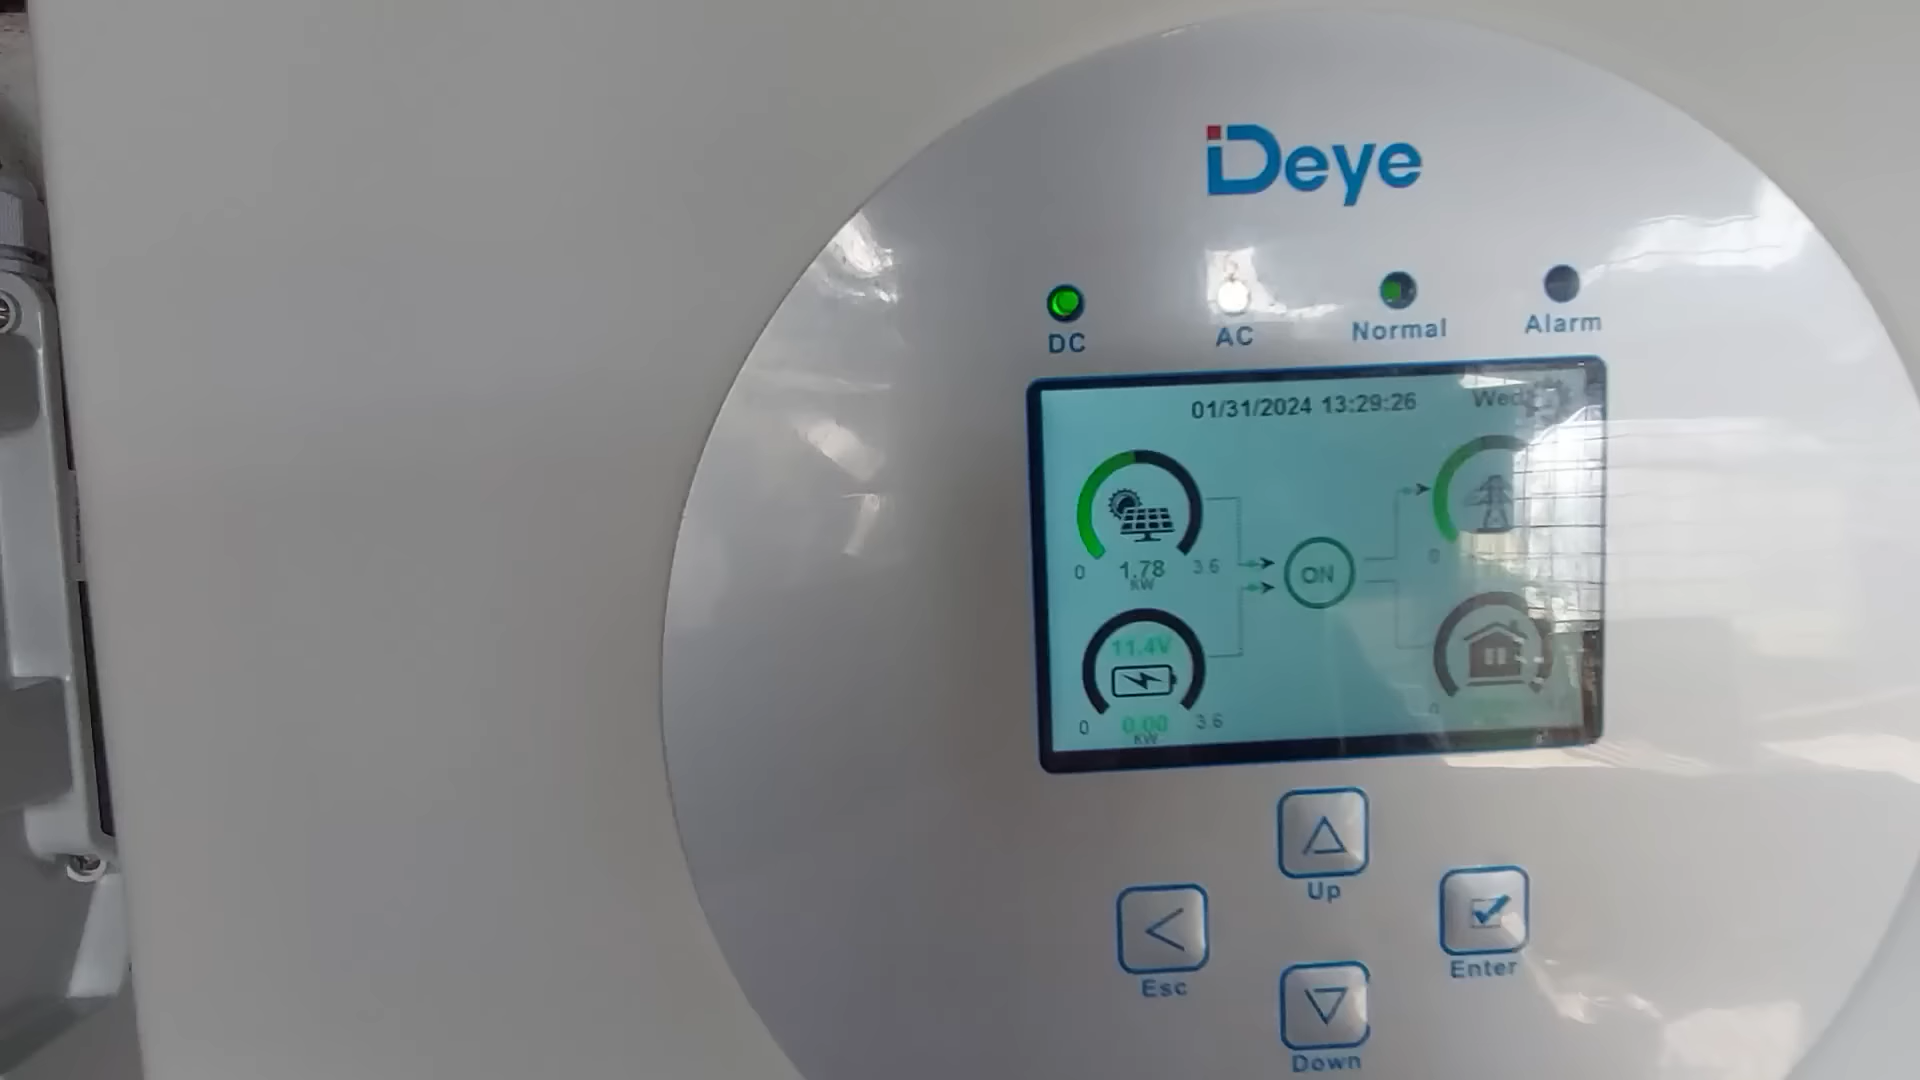 Deye
DC AC Normal Alarm
01/31/2024 13:29:26 Wed
0 1.78 3.6
KW
0
ON
11.4V
0 0.00 3.6
KW
0
Up
Esc
Enter
Down